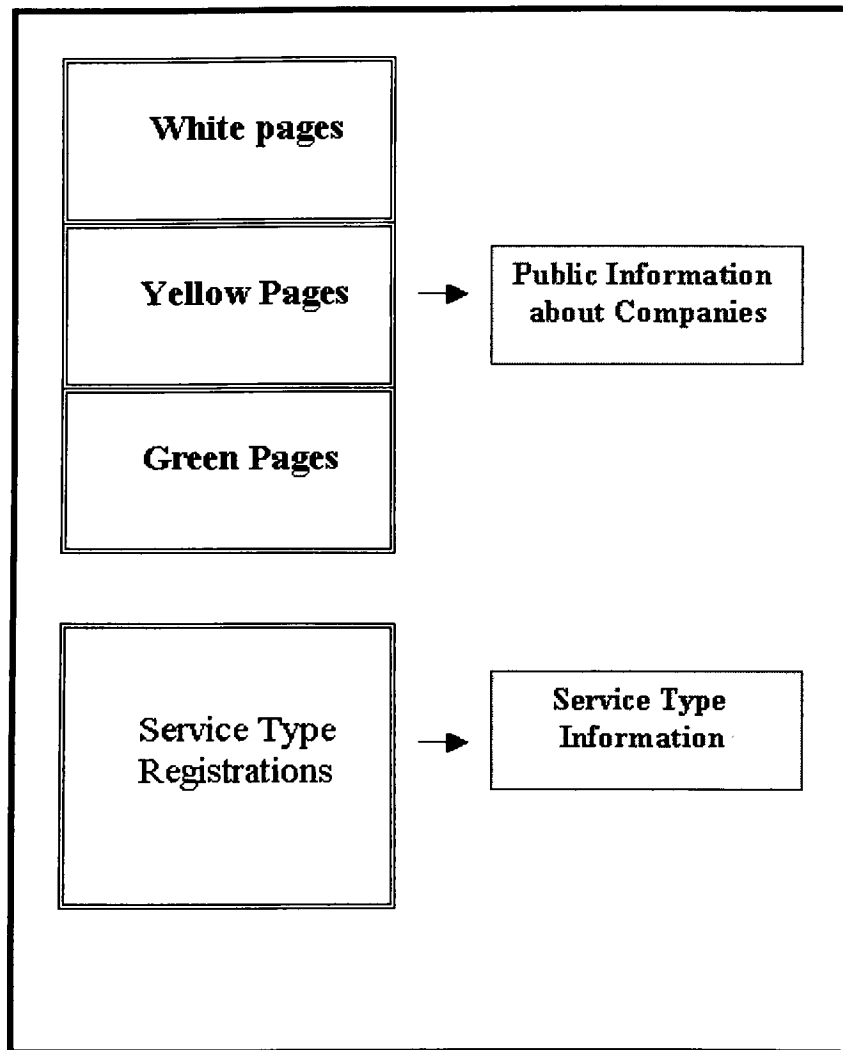 White pages
Yellow Pages
Public Information
about Companies
Green Pages
Service Type
Registrations
Service Type
Information